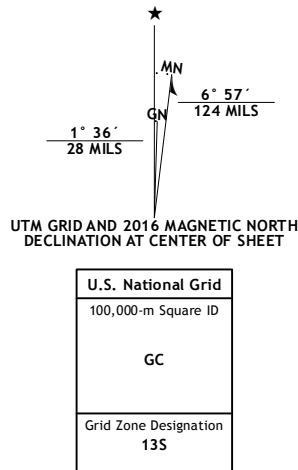 ★
MN
GN
6° 57´
124 MILS
1° 36´
28 MILS
UTM GRID AND 2016 MAGNETIC NORTH
DECLINATION AT CENTER OF SHEET
U.S. National Grid
100,000-m Square ID
GC
Grid Zone Designation
13S